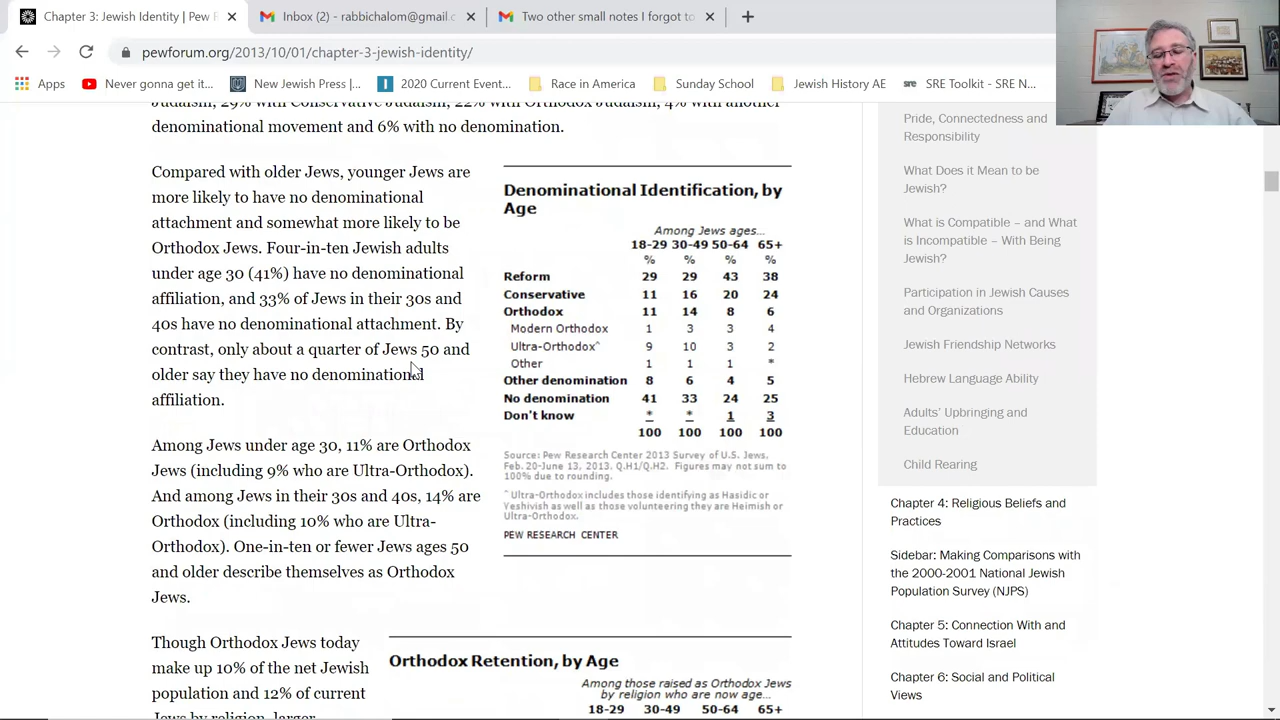 Chapter 3: Jewish Identity | Pew F
Inbox (2) - rabbichalom@gmail.
Two other small notes I forgot to
pewforum.org/2013/10/01/chapter-3-jewish-identity/
Apps
Never gonna get it...
New Jewish Press |...
2020 Current Event...
Race in America
Sunday School
Jewish History AE
SRE Toolkit - SRE N...
Judaism, 29% with Conservative Judaism, 22% with Orthodox Judaism, 4% with another
denominational movement and 6% with no denomination.
Compared with older Jews, younger Jews are
more likely to have no denominational
attachment and somewhat more likely to be
Orthodox Jews. Four-in-ten Jewish adults
under age 30 (41%) have no denominational
affiliation, and 33% of Jews in their 30s and
40s have no denominational attachment. By
contrast, only about a quarter of Jews 50 and
older say they have no denominational
affiliation.
Among Jews under age 30, 11% are Orthodox
Jews (including 9% who are Ultra-Orthodox).
And among Jews in their 30s and 40s, 14% are
Orthodox (including 10% who are Ultra-
Orthodox). One-in-ten or fewer Jews ages 50
and older describe themselves as Orthodox
Jews.
Though Orthodox Jews today
make up 10% of the net Jewish
population and 12% of current
Jews by religion, larger
Denominational Identification, by
Age
Among Jews ages...
18-29 30-49 50-64 65+
% % % %
Reform 29 29 43 38
Conservative 11 16 20 24
Orthodox 11 14 8 6
Modern Orthodox 1 3 3 4
Ultra-Orthodox^ 9 10 3 2
Other 1 1 1 *
Other denomination 8 6 4 5
No denomination 41 33 24 25
Don't know * * 1 3
100 100 100 100
Source: Pew Research Center 2013 Survey of U.S. Jews,
Feb. 20-June 13, 2013. Q.H1/Q.H2. Figures may not sum to
100% due to rounding.
^ Ultra-Orthodox includes those identifying as Hasidic or
Yeshivish as well as those volunteering they are Heimish or
Ultra-Orthodox.
PEW RESEARCH CENTER
Orthodox Retention, by Age
Among those raised as Orthodox Jews
by religion who are now age...
18-29 30-49 50-64 65+
Pride, Connectedness and
Responsibility
What Does it Mean to be
Jewish?
What is Compatible – and What
is Incompatible – With Being
Jewish?
Participation in Jewish Causes
and Organizations
Jewish Friendship Networks
Hebrew Language Ability
Adults' Upbringing and
Education
Child Rearing
Chapter 4: Religious Beliefs and
Practices
Sidebar: Making Comparisons with
the 2000-2001 National Jewish
Population Survey (NJPS)
Chapter 5: Connection With and
Attitudes Toward Israel
Chapter 6: Social and Political
Views